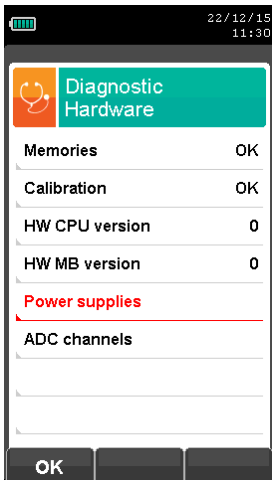 22/12/15
11:30
Diagnostic
Hardware
Memories OK
Calibration OK
HW CPU version 0
HW MB version 0
Power supplies
ADC channels
OK